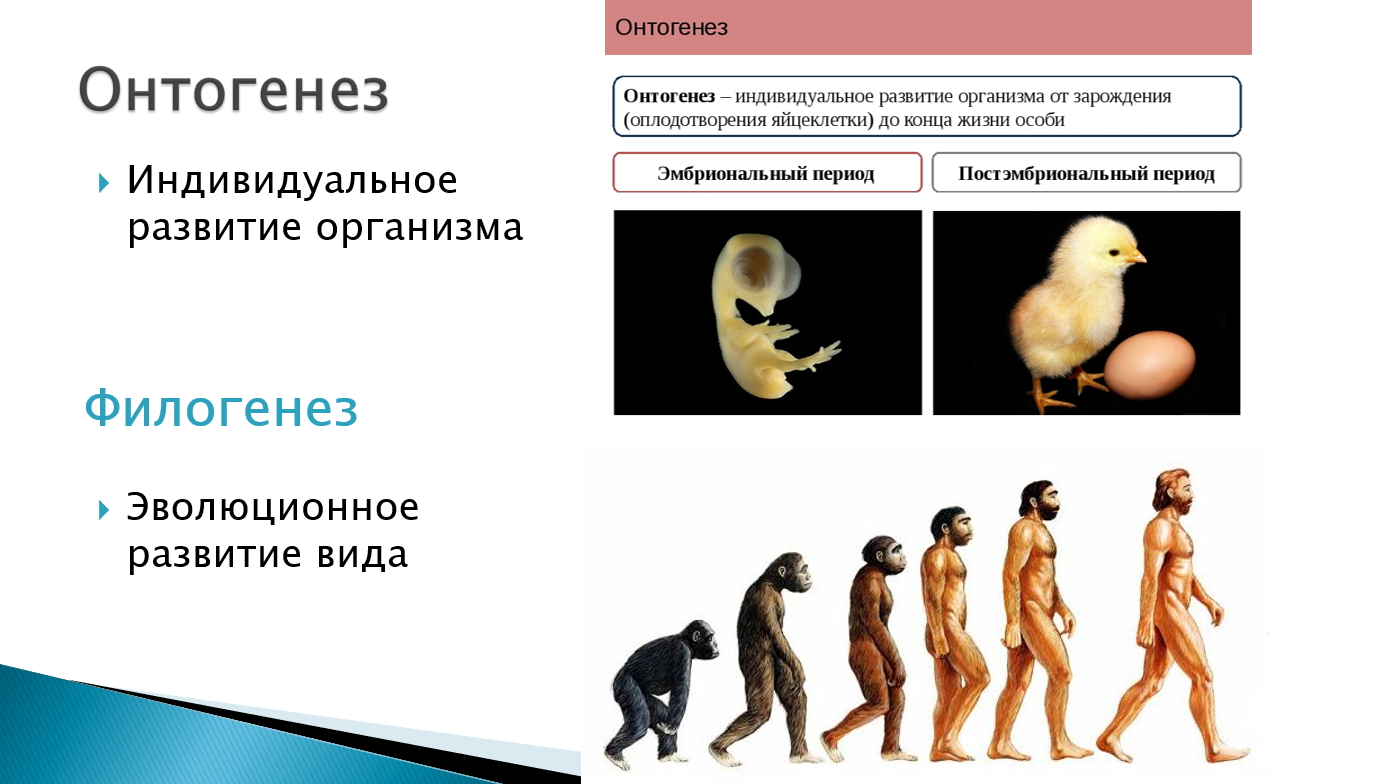 Онтогенез
Индивидуальное
развитие организма
Филогенез
Эволюционное
развитие вида
Онтогенез
Онтогенез – индивидуальное развитие организма от зарождения
(оплодотворения яйцеклетки) до конца жизни особи
Эмбриональный период
Постэмбриональный период